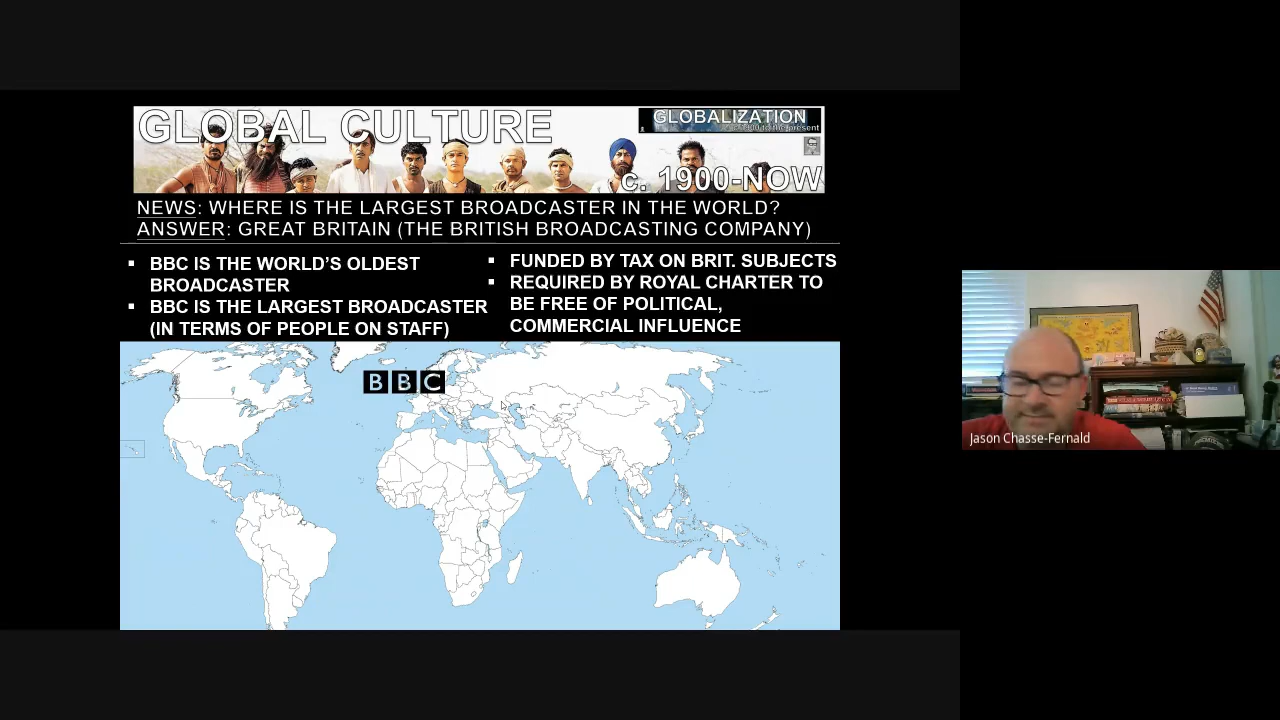 GLOBAL CULTURE
GLOBALIZATION
c. 1900-NOW
NEWS: WHERE IS THE LARGEST BROADCASTER IN THE WORLD?
ANSWER: GREAT BRITAIN (THE BRITISH BROADCASTING COMPANY)
▪ BBC IS THE WORLD’S OLDEST
BROADCASTER
▪ BBC IS THE LARGEST BROADCASTER
(IN TERMS OF PEOPLE ON STAFF)
▪ FUNDED BY TAX ON BRIT. SUBJECTS
▪ REQUIRED BY ROYAL CHARTER TO
BE FREE OF POLITICAL,
COMMERCIAL INFLUENCE
BBC
Jason Chasse-Fernald